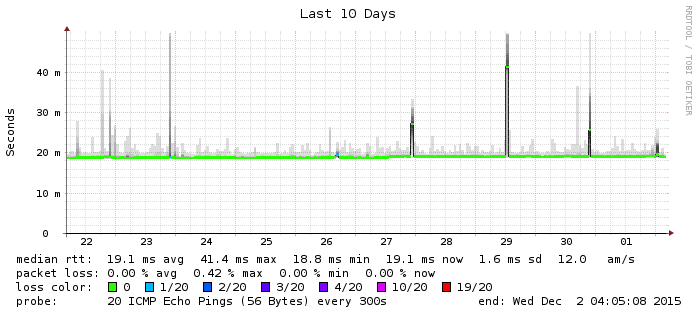 Last 10 Days
RRDTOOL / TOBI OETIKER
Seconds
40 m
30 m
20 m
10 m
0
22 23 24 25 26 27 28 29 30 01
median rtt: 19.1 ms avg 41.4 ms max 18.8 ms min 19.1 ms now 1.6 ms sd 12.0 am/s
packet loss: 0.00 % avg 0.42 % max 0.00 % min 0.00 % now
loss color: 0 1/20 2/20 3/20 4/20 10/20 19/20
probe: 20 ICMP Echo Pings (56 Bytes) every 300s end: Wed Dec 2 04:05:08 2015